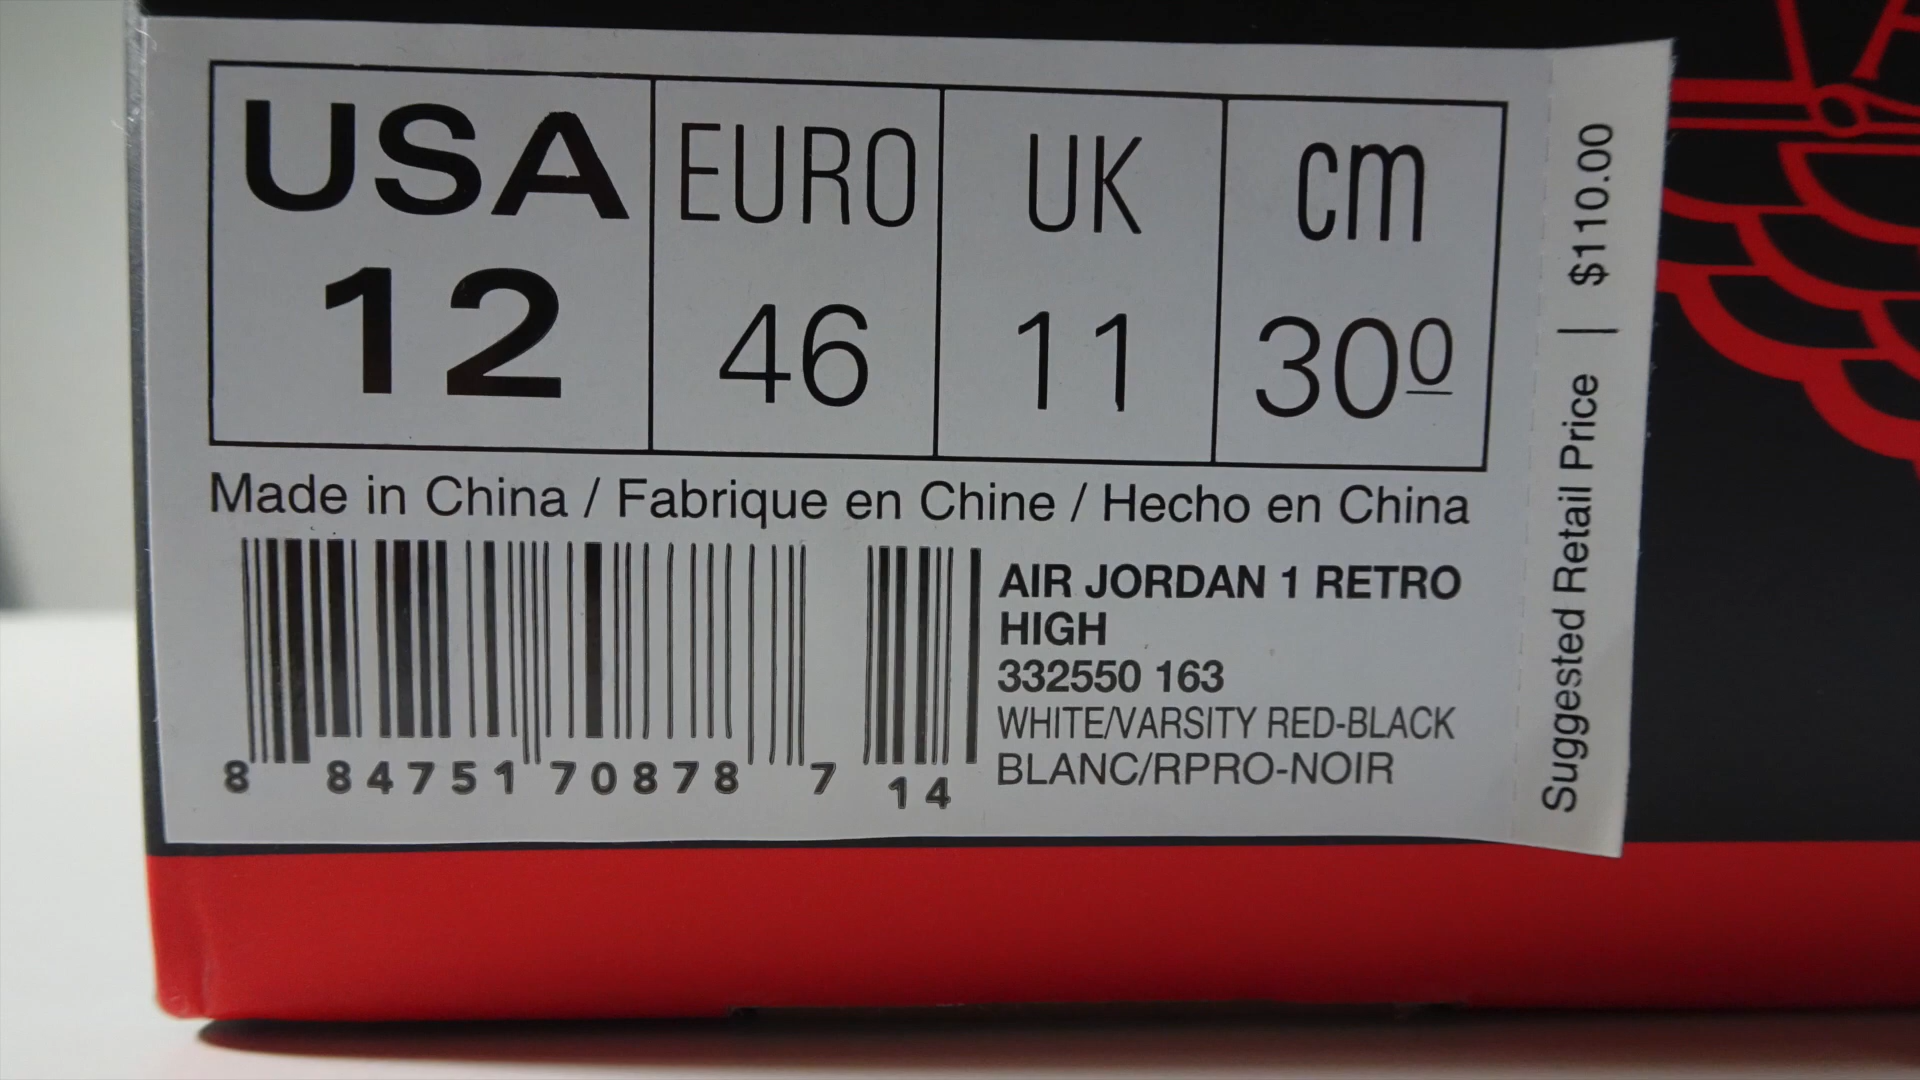 USA EURO UK cm
12 46 11 30º
Made in China / Fabrique en Chine / Hecho en China
AIR JORDAN 1 RETRO
HIGH
332550 163
WHITE/VARSITY RED-BLACK
BLANC/RPRO-NOIR
8 84751 70878 7 14
Suggested Retail Price | $110.00